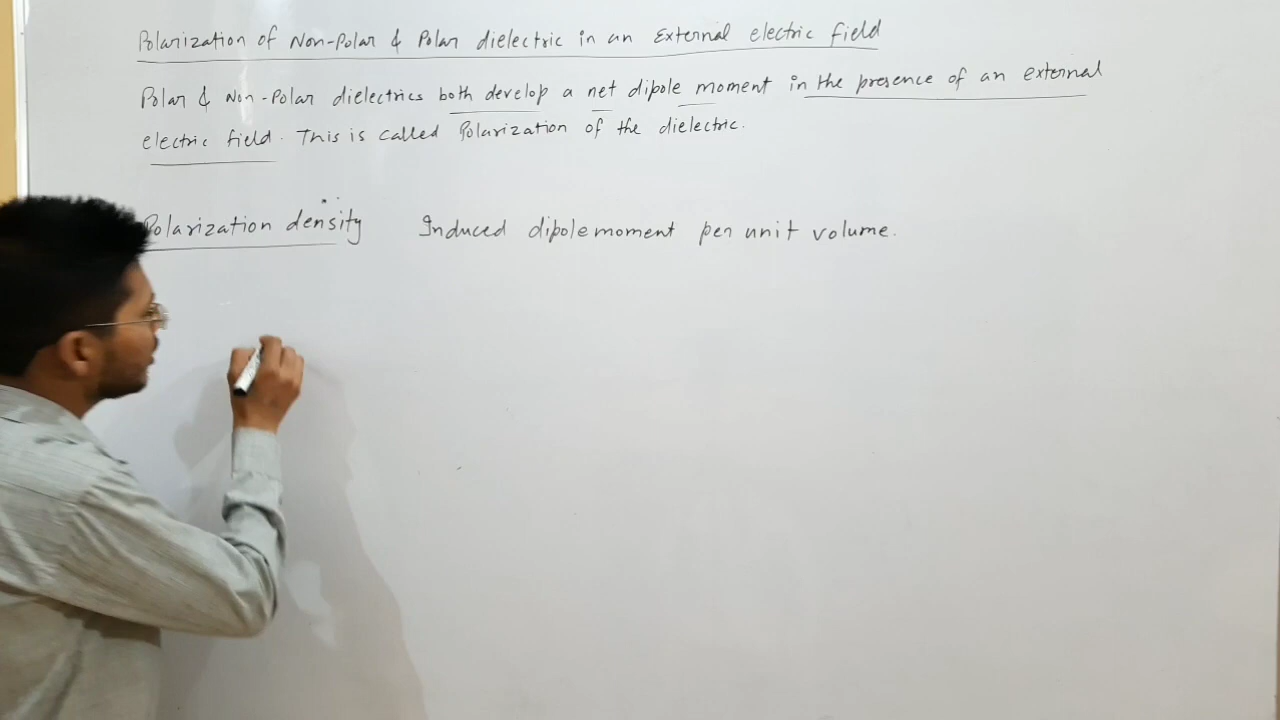 Polarization of Non-Polar & Polar dielectric in an External electric field
Polar & Non-Polar dielectrics both develop a net dipole moment in the presence of an external
electric field. This is called Polarization of the dielectric.
Polarization density Induced dipole moment per unit volume.